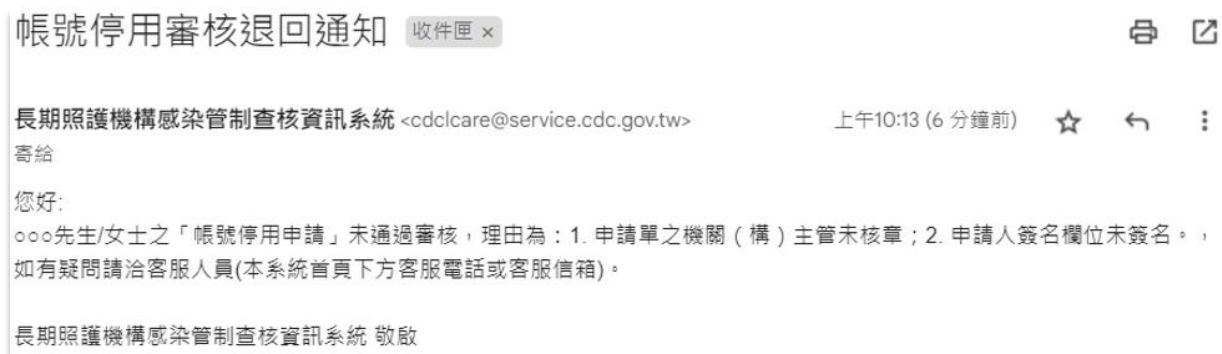 帳號停用審核退回通知 收件匣 ×
長期照護機構感染管制查核資訊系統 <cdclcare@service.cdc.gov.tw> 上午10:13 (6 分鐘前)
寄給
您好:
○○○先生/女士之「帳號停用申請」未通過審核，理由為：1. 申請單之機關（構）主管未核章；2. 申請人簽名欄位未簽名。，
如有疑問請洽客服人員(本系統首頁下方客服電話或客服信箱)。
長期照護機構感染管制查核資訊系統 敬啟